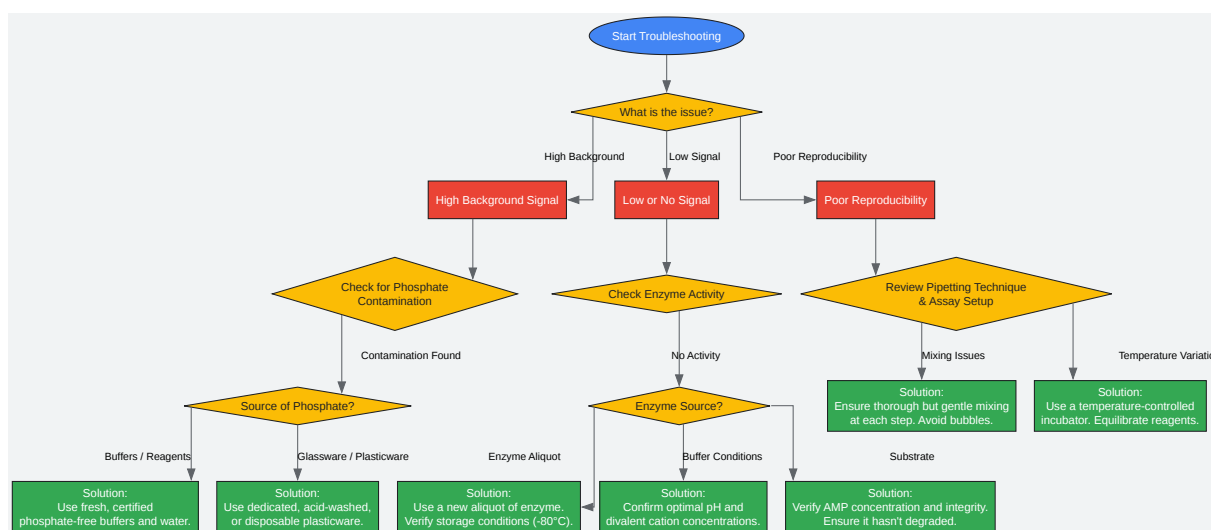 Start Troubleshooting
What is the issue?
High Background
Low Signal
Poor Reproducibility
High Background Signal
Low or No Signal
Poor Reproducibility
Check for Phosphate
Contamination
Check Enzyme Activity
Review Pipetting Technique
& Assay Setup
Contamination Found
No Activity
Mixing Issues
Temperature Variatio
Solution:
Ensure thorough but gentle mixing
at each step. Avoid bubbles.
Solution:
Use a temperature-controlled
incubator. Equilibrate reagents.
Source of Phosphate?
Enzyme Source?
Buffers / Reagents
Glassware / Plasticware
Enzyme Aliquot
Buffer Conditions
Substrate
Solution:
Use fresh, certified
phosphate-free buffers and water.
Solution:
Use dedicated, acid-washed,
or disposable plasticware.
Solution:
Use a new aliquot of enzyme.
Verify storage conditions (-80°C).
Solution:
Confirm optimal pH and
divalent cation concentrations.
Solution:
Verify AMP concentration and integrity.
Ensure it hasn't degraded.